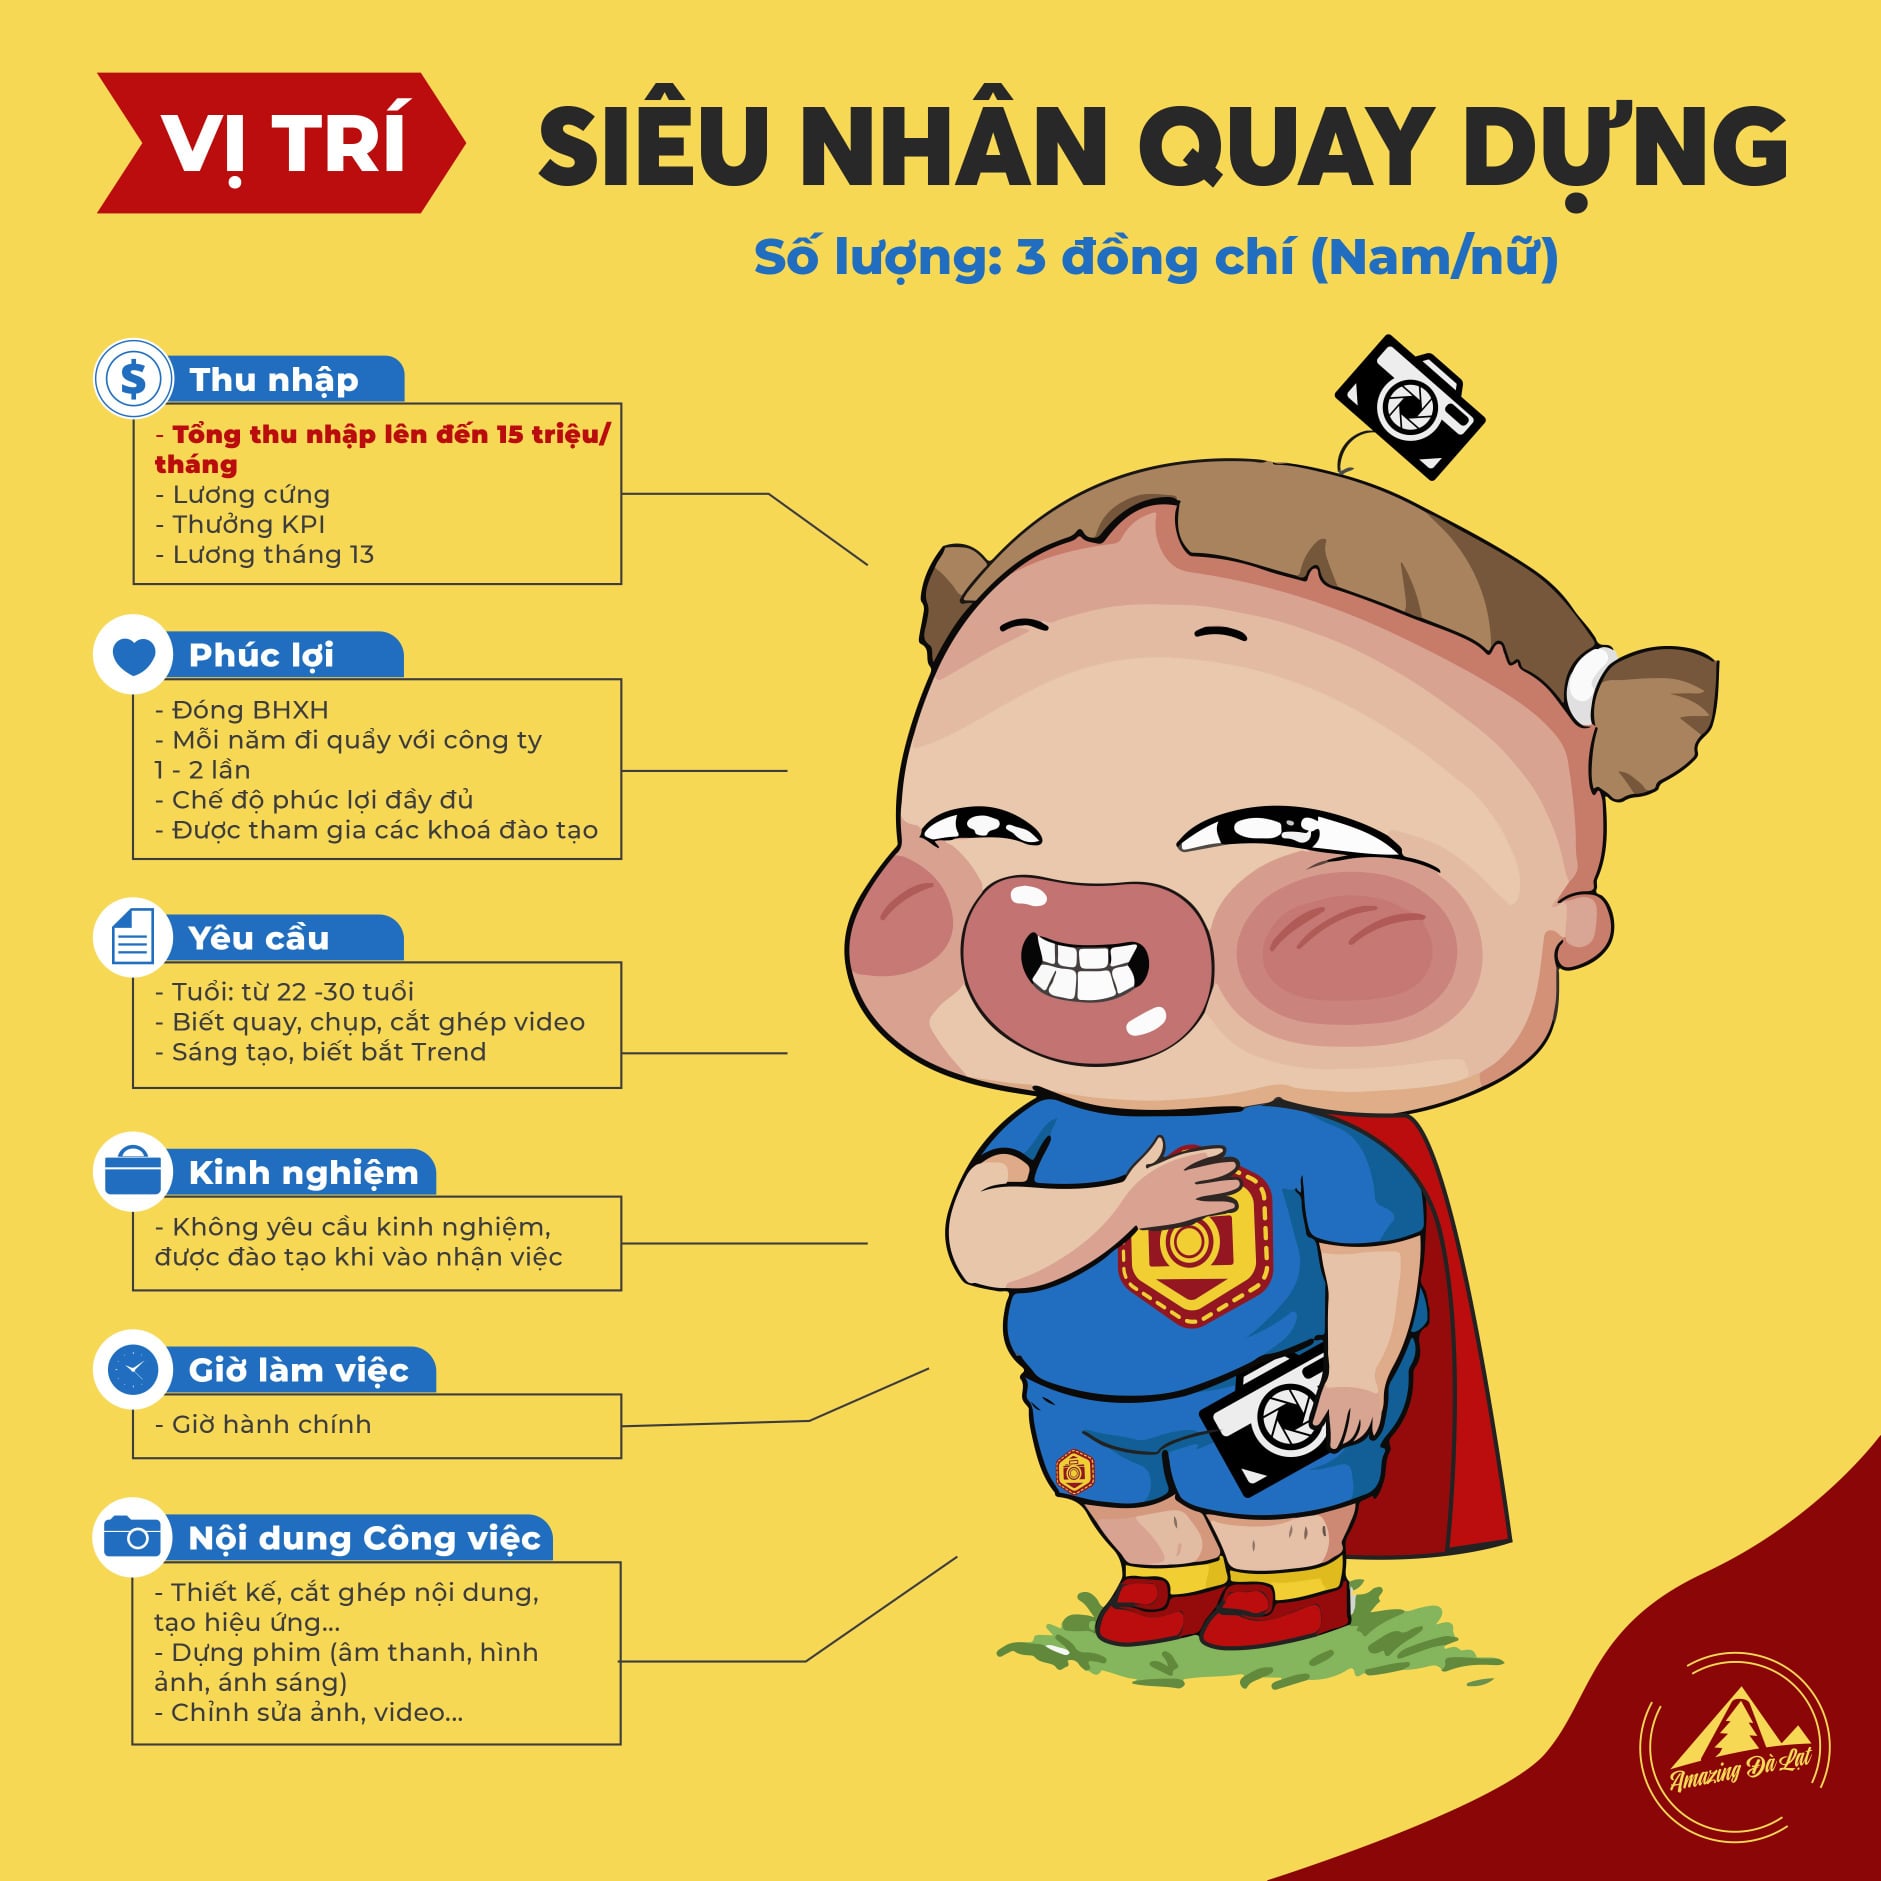 VỊ TRÍ
SIÊU NHÂN QUAY DỰNG
Số lượng: 3 đồng chí (Nam/nữ)
$
Thu nhập
- Tổng thu nhập lên đến 15 triệu/
tháng
- Lương cứng
- Thưởng KPI
- Lương tháng 13
Phúc lợi
- Đóng BHXH
- Mỗi năm đi quẩy với công ty
1 - 2 lần
- Chế độ phúc lợi đầy đủ
- Được tham gia các khoá đào tạo
Yêu cầu
- Tuổi: từ 22 -30 tuổi
- Biết quay, chụp, cắt ghép video
- Sáng tạo, biết bắt Trend
Kinh nghiệm
- Không yêu cầu kinh nghiệm,
được đào tạo khi vào nhận việc
Giờ làm việc
- Giờ hành chính
Nội dung Công việc
- Thiết kế, cắt ghép nội dung,
tạo hiệu ứng...
- Dựng phim (âm thanh, hình
ảnh, ánh sáng)
- Chỉnh sửa ảnh, video...
Amazing Đà Lạt